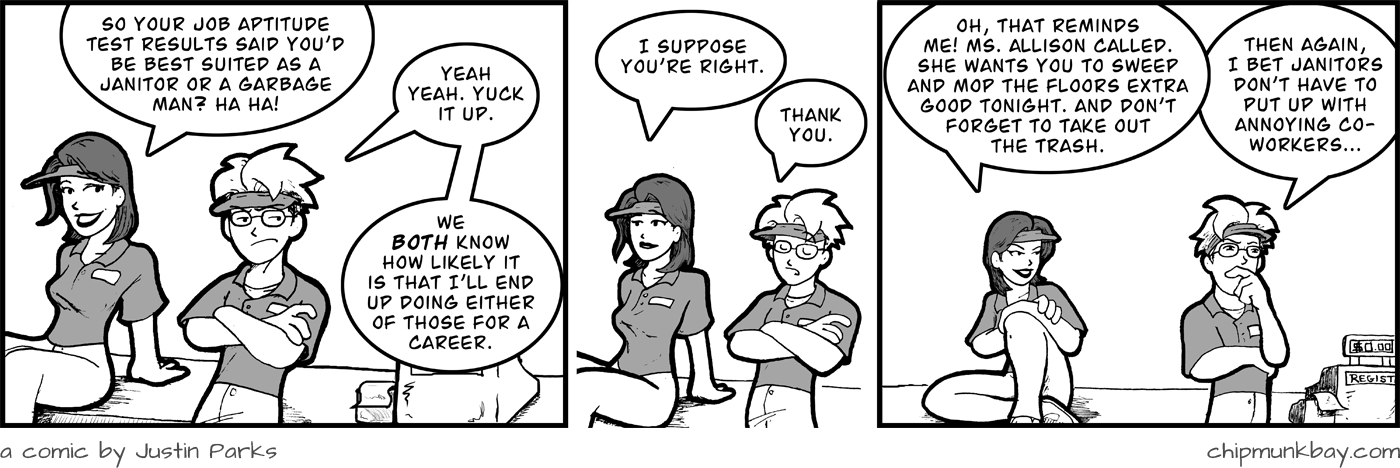 SO YOUR JOB APTITUDE
TEST RESULTS SAID YOU'D
BE BEST SUITED AS A
JANITOR OR A GARBAGE
MAN? HA HA!
YEAH
YEAH. YUCK
IT UP.
WE
BOTH KNOW
HOW LIKELY IT
IS THAT I'LL END
UP DOING EITHER
OF THOSE FOR A
CAREER.
I SUPPOSE
YOU'RE RIGHT.
THANK
YOU.
OH, THAT REMINDS
ME! MS. ALLISON CALLED.
SHE WANTS YOU TO SWEEP
AND MOP THE FLOORS EXTRA
GOOD TONIGHT. AND DON'T
FORGET TO TAKE OUT
THE TRASH.
THEN AGAIN,
I BET JANITORS
DON'T HAVE TO
PUT UP WITH
ANNOYING CO-
WORKERS...
$0.00
REGIST
a comic by Justin Parks
chipmunkbay.com